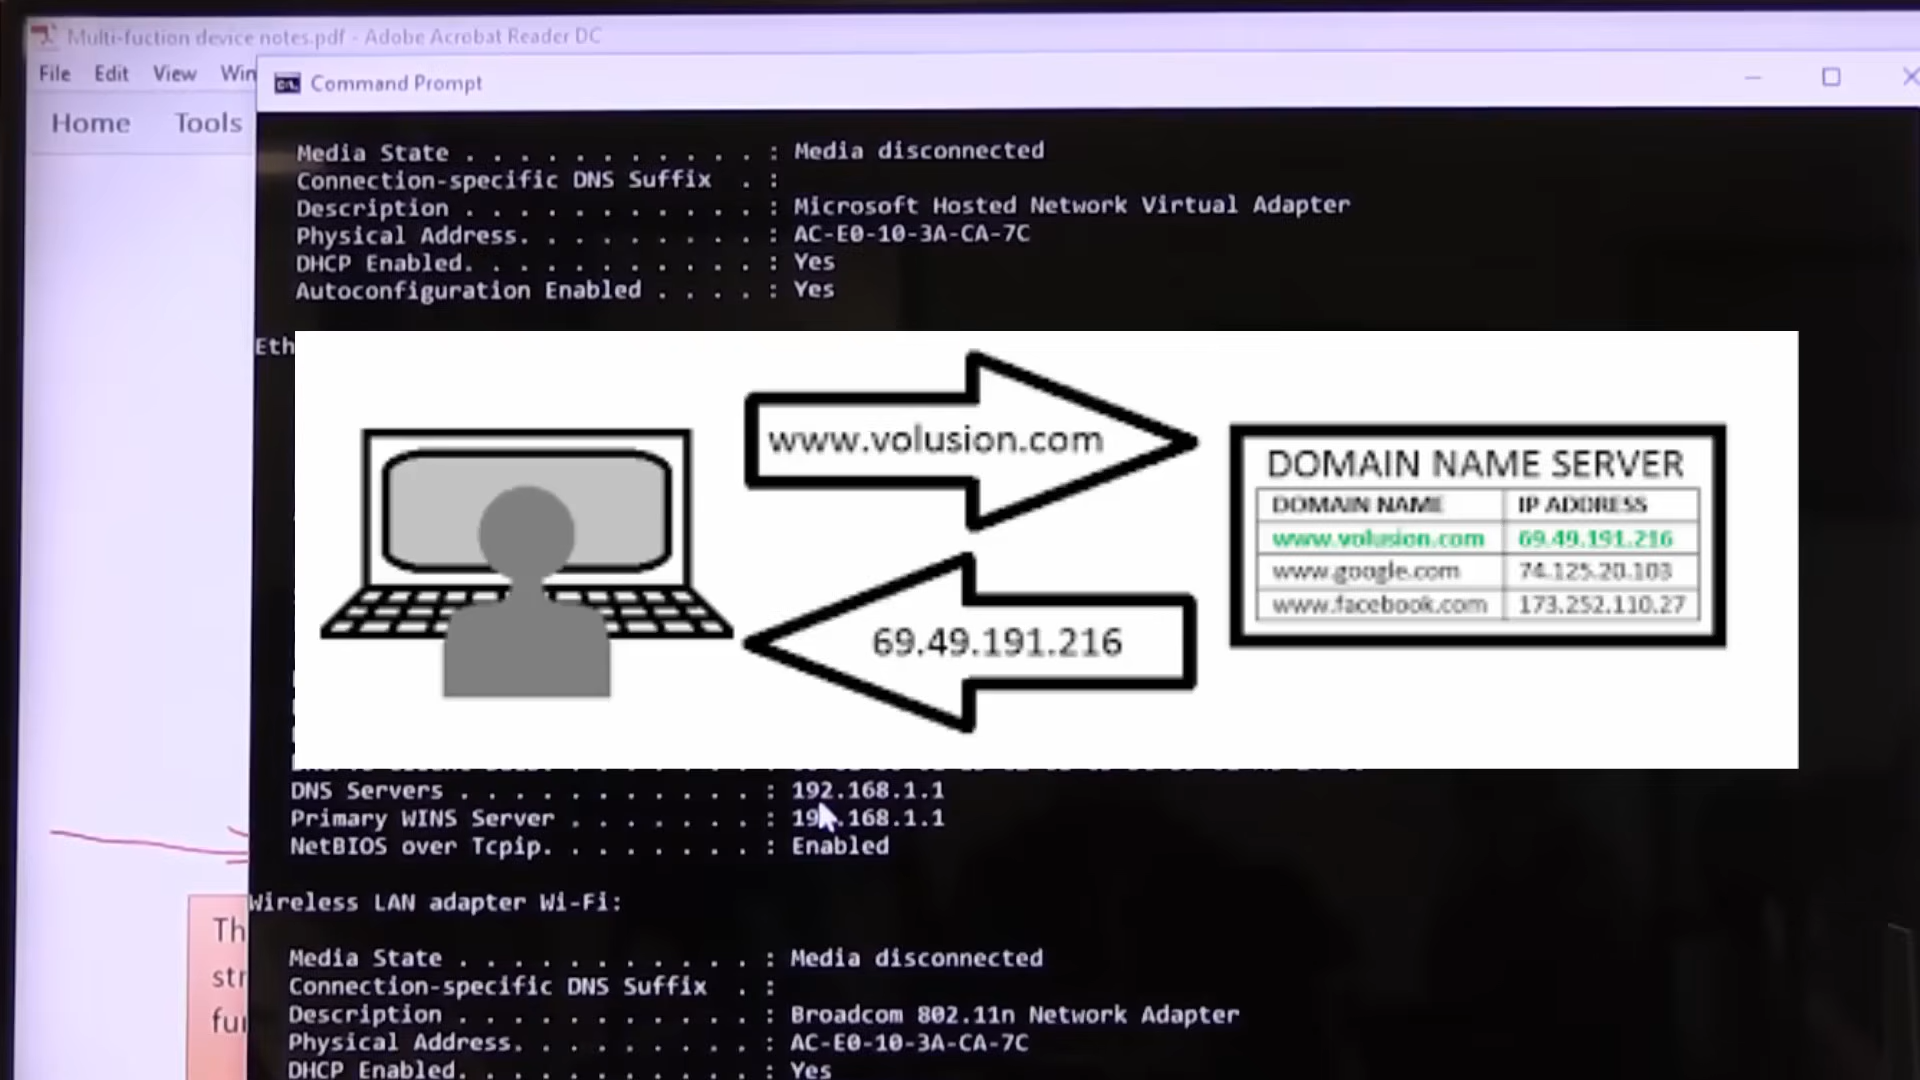 Multi-fuction device notes.pdf - Adobe Acrobat Reader DC
File Edit View Win
Command Prompt
Home Tools
Media State . . . . . . . . . . . : Media disconnected
Connection-specific DNS Suffix . :
Description . . . . . . . . . . . : Microsoft Hosted Network Virtual Adapter
Physical Address. . . . . . . . . : AC-E0-10-3A-CA-7C
DHCP Enabled. . . . . . . . . . . : Yes
Autoconfiguration Enabled . . . . : Yes
Eth
www.volusion.com
DOMAIN NAME SERVER
DOMAIN NAME IP ADDRESS
www.volusion.com 69.49.191.216
www.google.com 74.125.20.103
www.facebook.com 173.252.110.27
69.49.191.216
DNS Servers . . . . . . . . . . . : 192.168.1.1
Primary WINS Server . . . . . . . : .168.1.1
NetBIOS over Tcpip. . . . . . . . : Enabled
Wireless LAN adapter Wi-Fi:
Th
str
fun
Media State . . . . . . . . . . . : Media disconnected
Connection-specific DNS Suffix . :
Description . . . . . . . . . . . : Broadcom 802.11n Network Adapter
Physical Address. . . . . . . . . : AC-E0-10-3A-CA-7C
DHCP Enabled. . . . . . . . . . . : Yes